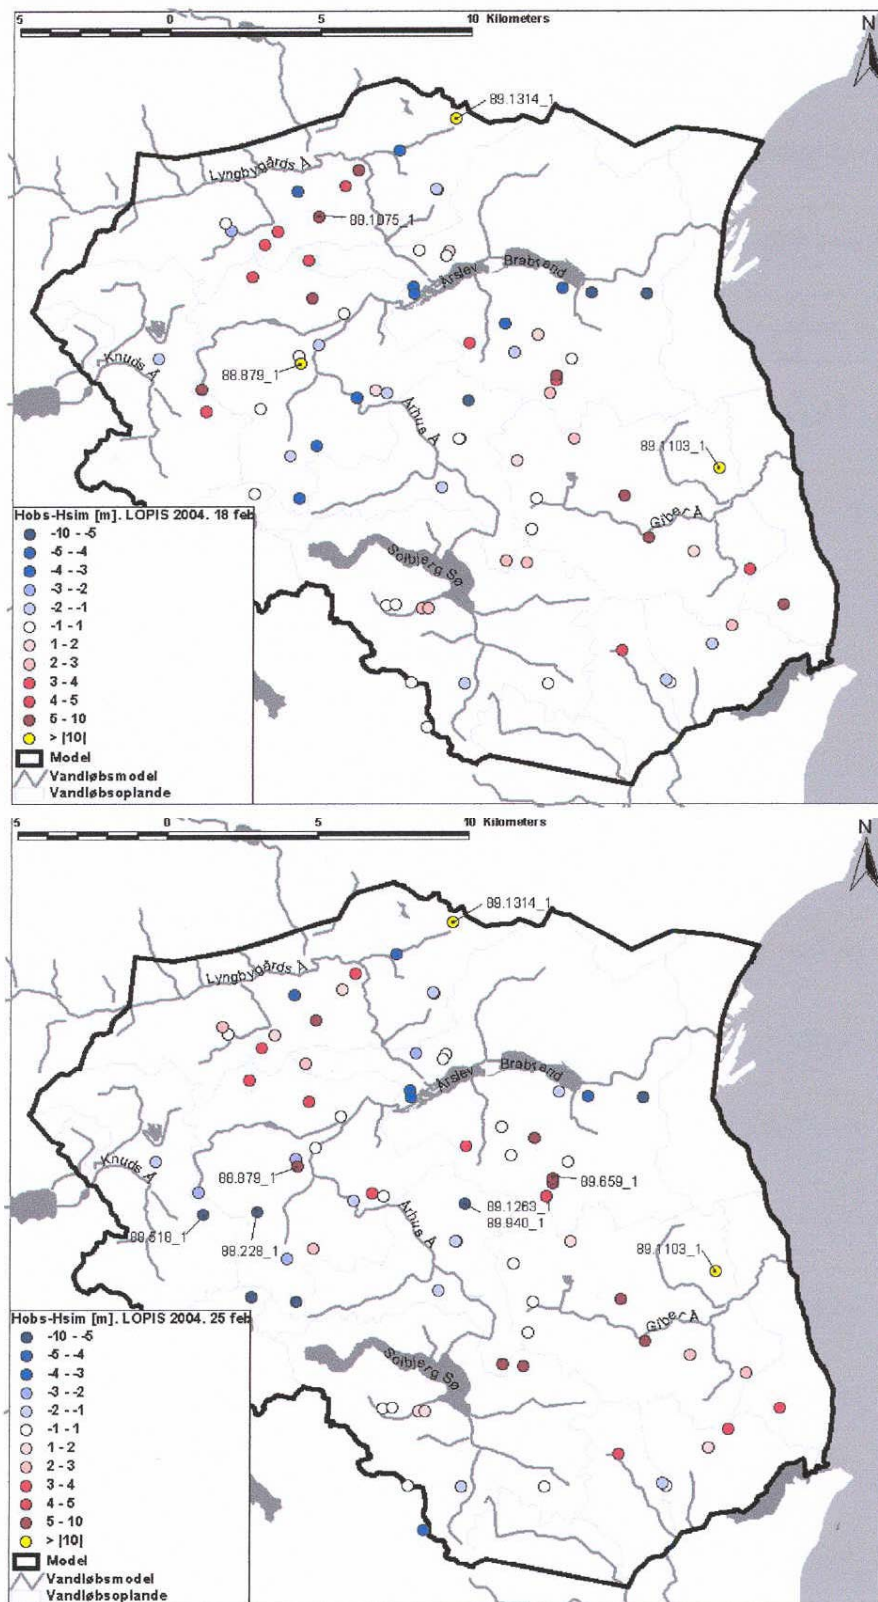 5 0 5 10 Kilometers
N
89.1314_1
Lyngbygårds Å
88.1075_1
Årslev Brabrand
Knuds Å
88.879_1
Århus Å
89.1103_1
Giber Å
Solbjerg Sø
Hobs-Hsim [m]. LOPIS 2004. 18 feb
-10 - -5
-5 - -4
-4 - -3
-3 - -2
-2 - -1
-1 - 1
1 - 2
2 - 3
3 - 4
4 - 5
5 - 10
> |10|
Model
Vandløbsmodel
Vandløbsoplande
5 0 5 10 Kilometers
N
89.1314_1
Lyngbygårds Å
Årslev Brabrand
Knuds Å
88.879_1
89.659_1
88.518_1
88.228_1
Århus Å
89.1263_1
89.940_1
89.1103_1
Giber Å
Solbjerg Sø
Hobs-Hsim [m]. LOPIS 2004. 25 feb
-10 - -5
-5 - -4
-4 - -3
-3 - -2
-2 - -1
-1 - 1
1 - 2
2 - 3
3 - 4
4 - 5
5 - 10
> |10|
Model
Vandløbsmodel
Vandløbsoplande